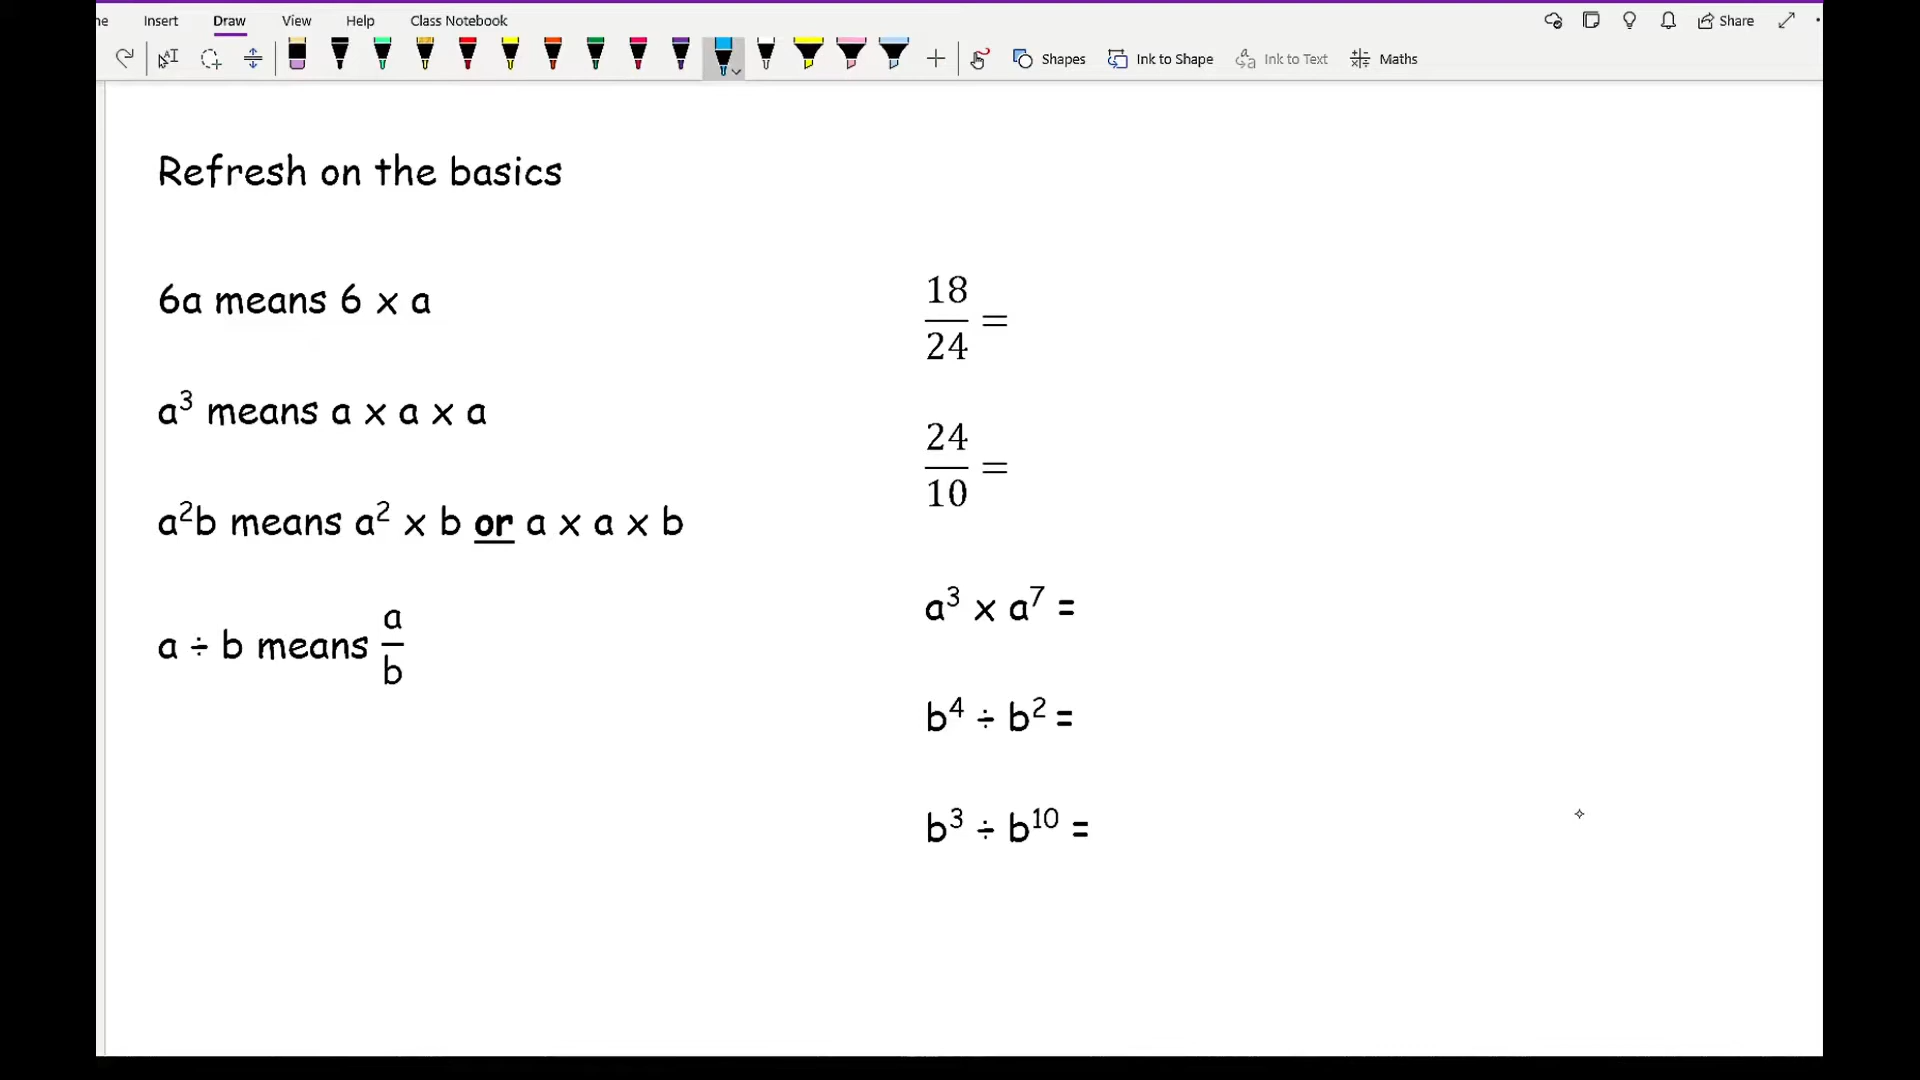 ne Insert Draw View Help Class Notebook Share
Shapes Ink to Shape Ink to Text Maths
Refresh on the basics
6a means 6 x a
a³ means a x a x a
a²b means a² x b or a x a x b
a ÷ b means a/b
18/24 =
24/10 =
a³ x a⁷ =
b⁴ ÷ b² =
b³ ÷ b¹⁰ =